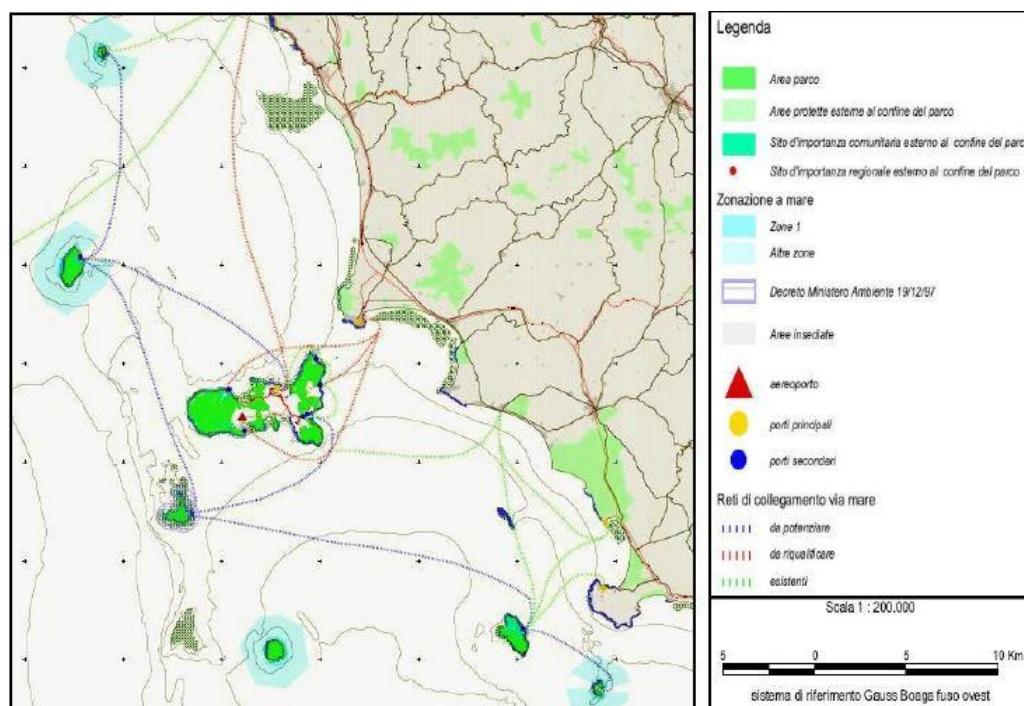 Legenda
Area parco
Aree protette esterne al confine del parco
Sito d'importanza comunitaria esterno al confine del parc
Sito d'importanza regionale esterno al confine del parco
Zonazione a mare
Zone 1
Altre zone
Decreto Ministero Ambiente 19/12/97
Aree insediate
aereoporto
porti principali
porti secondari
Reti di collegamento via mare
da potenziare
da riqualificare
esistenti
Scala 1 : 200.000
5 0 5 10 Km
sistema di riferimento Gauss Boaga fuso ovest